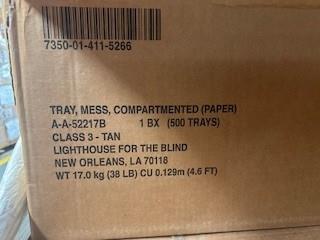 7350-01-411-5266
TRAY, MESS, COMPARTMENTED (PAPER)
A-A-52217B 1 BX (500 TRAYS)
CLASS 3 - TAN
LIGHTHOUSE FOR THE BLIND
NEW ORLEANS, LA 70118
WT 17.0 kg (38 LB) CU 0.129m (4.6 FT)